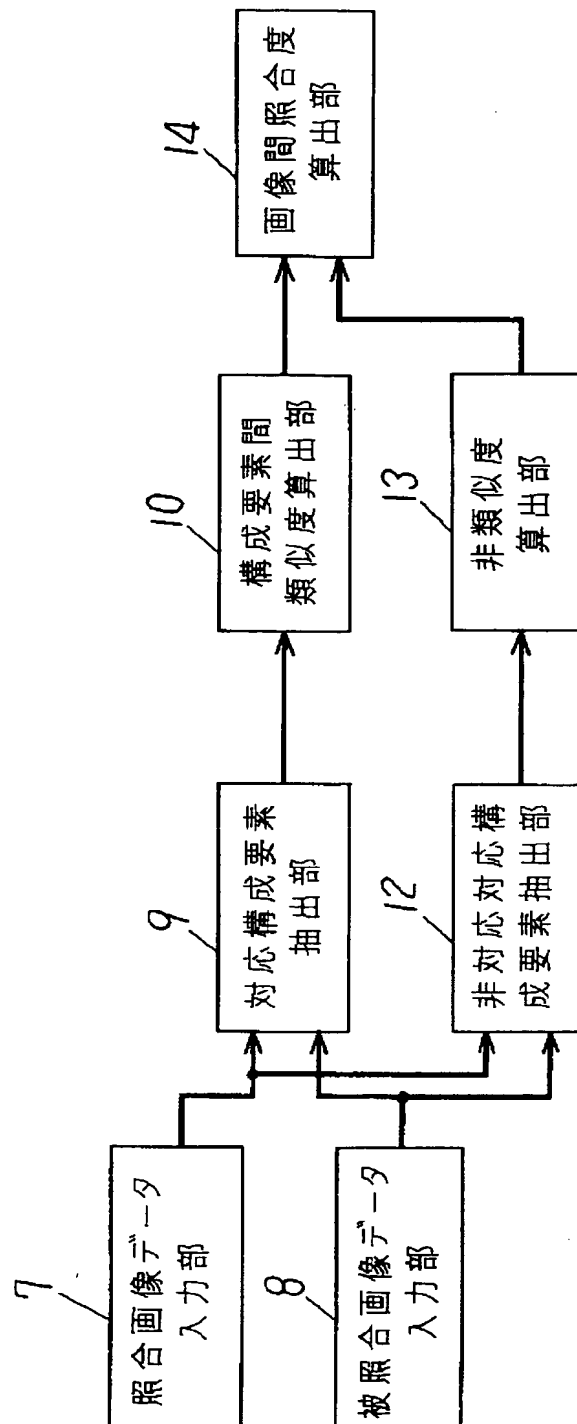 7
照合画像データ
入力部
8
被照合画像データ
入力部
9
対応構成要素
抽出部
12
非対応対応構
成要素抽出部
10
構成要素間
類似度算出部
13
非類似度
算出部
14
画像間照合度
算出部